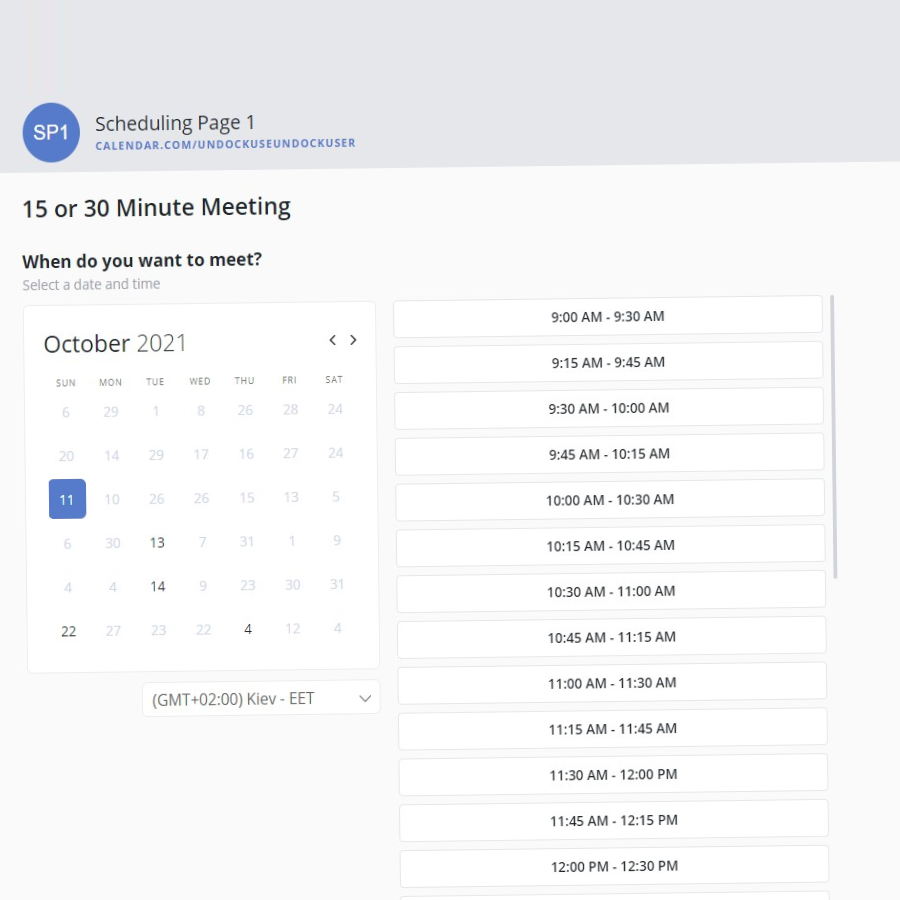 SP1
Scheduling Page 1
CALENDAR.COM/UNDOCKUSEUNDOCKUSER
15 or 30 Minute Meeting
When do you want to meet?
Select a date and time
October 2021
SUN MON TUE WED THU FRI SAT
6 29 1 8 26 28 24
20 14 29 17 16 27 24
11 10 26 26 15 13 5
6 30 13 7 31 1 9
4 4 14 9 23 30 31
22 27 23 22 4 12 4
(GMT+02:00) Kiev - EET
9:00 AM - 9:30 AM
9:15 AM - 9:45 AM
9:30 AM - 10:00 AM
9:45 AM - 10:15 AM
10:00 AM - 10:30 AM
10:15 AM - 10:45 AM
10:30 AM - 11:00 AM
10:45 AM - 11:15 AM
11:00 AM - 11:30 AM
11:15 AM - 11:45 AM
11:30 AM - 12:00 PM
11:45 AM - 12:15 PM
12:00 PM - 12:30 PM